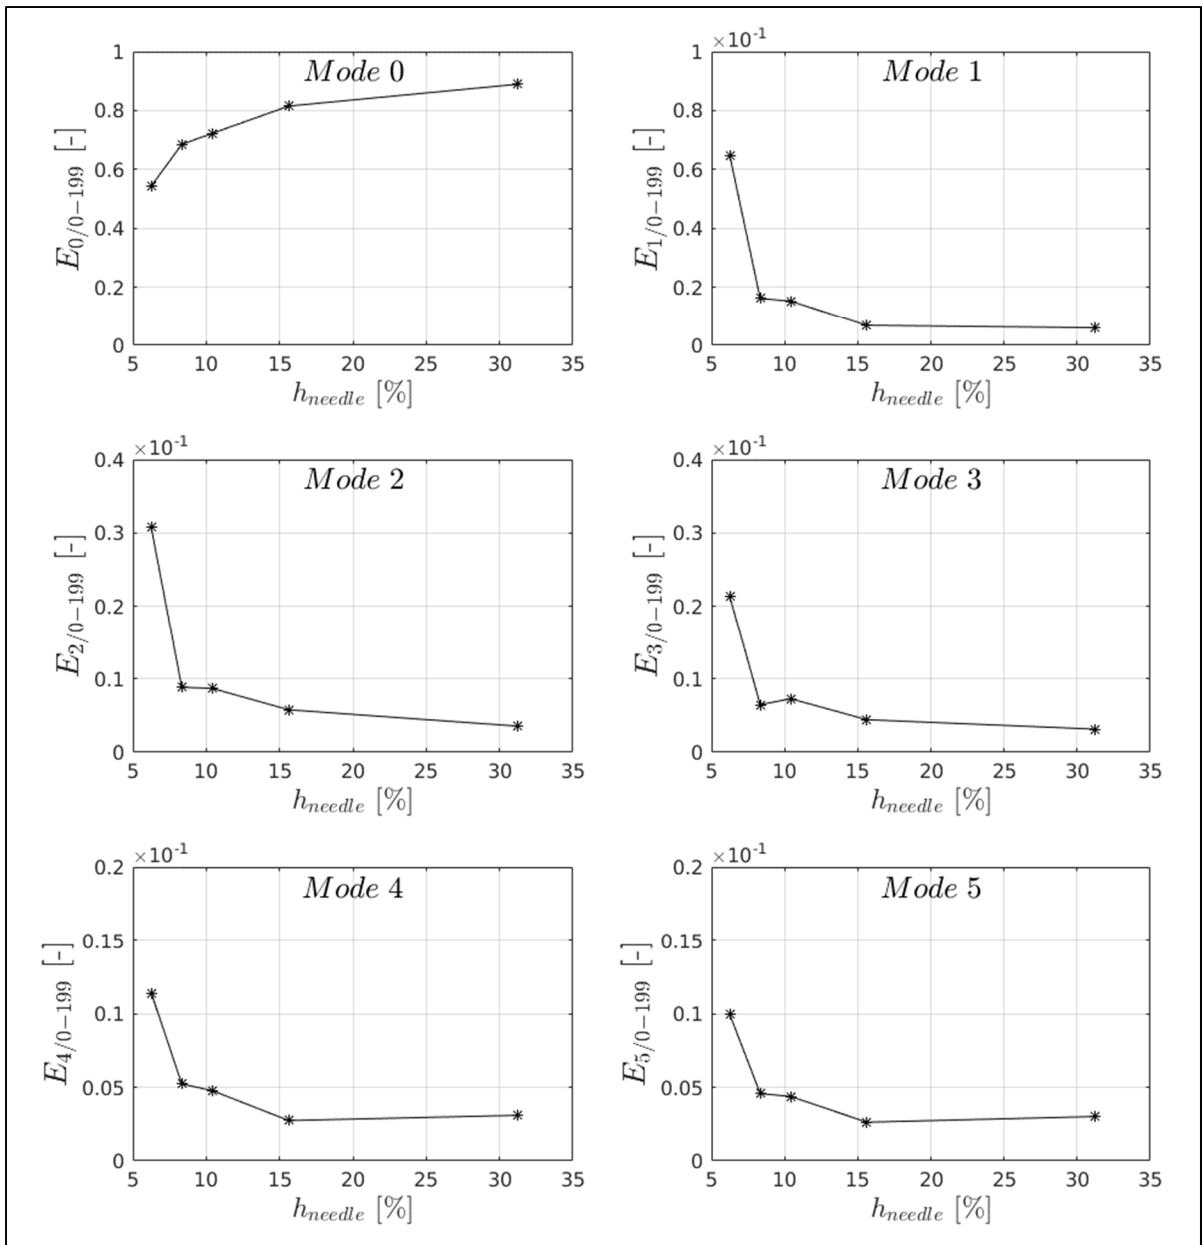 Mode 0
1
0.8
0.6
0.4
0.2
0
E0/0−199 [-]
5 10 15 20 25 30 35
hneedle [%]
×10-1
Mode 1
1
0.8
0.6
0.4
0.2
0
E1/0−199 [-]
5 10 15 20 25 30 35
hneedle [%]
×10-1
Mode 2
0.4
0.3
0.2
0.1
0
E2/0−199 [-]
5 10 15 20 25 30 35
hneedle [%]
×10-1
Mode 3
0.4
0.3
0.2
0.1
0
E3/0−199 [-]
5 10 15 20 25 30 35
hneedle [%]
×10-1
Mode 4
0.2
0.15
0.1
0.05
0
E4/0−199 [-]
5 10 15 20 25 30 35
hneedle [%]
×10-1
Mode 5
0.2
0.15
0.1
0.05
0
E5/0−199 [-]
5 10 15 20 25 30 35
hneedle [%]